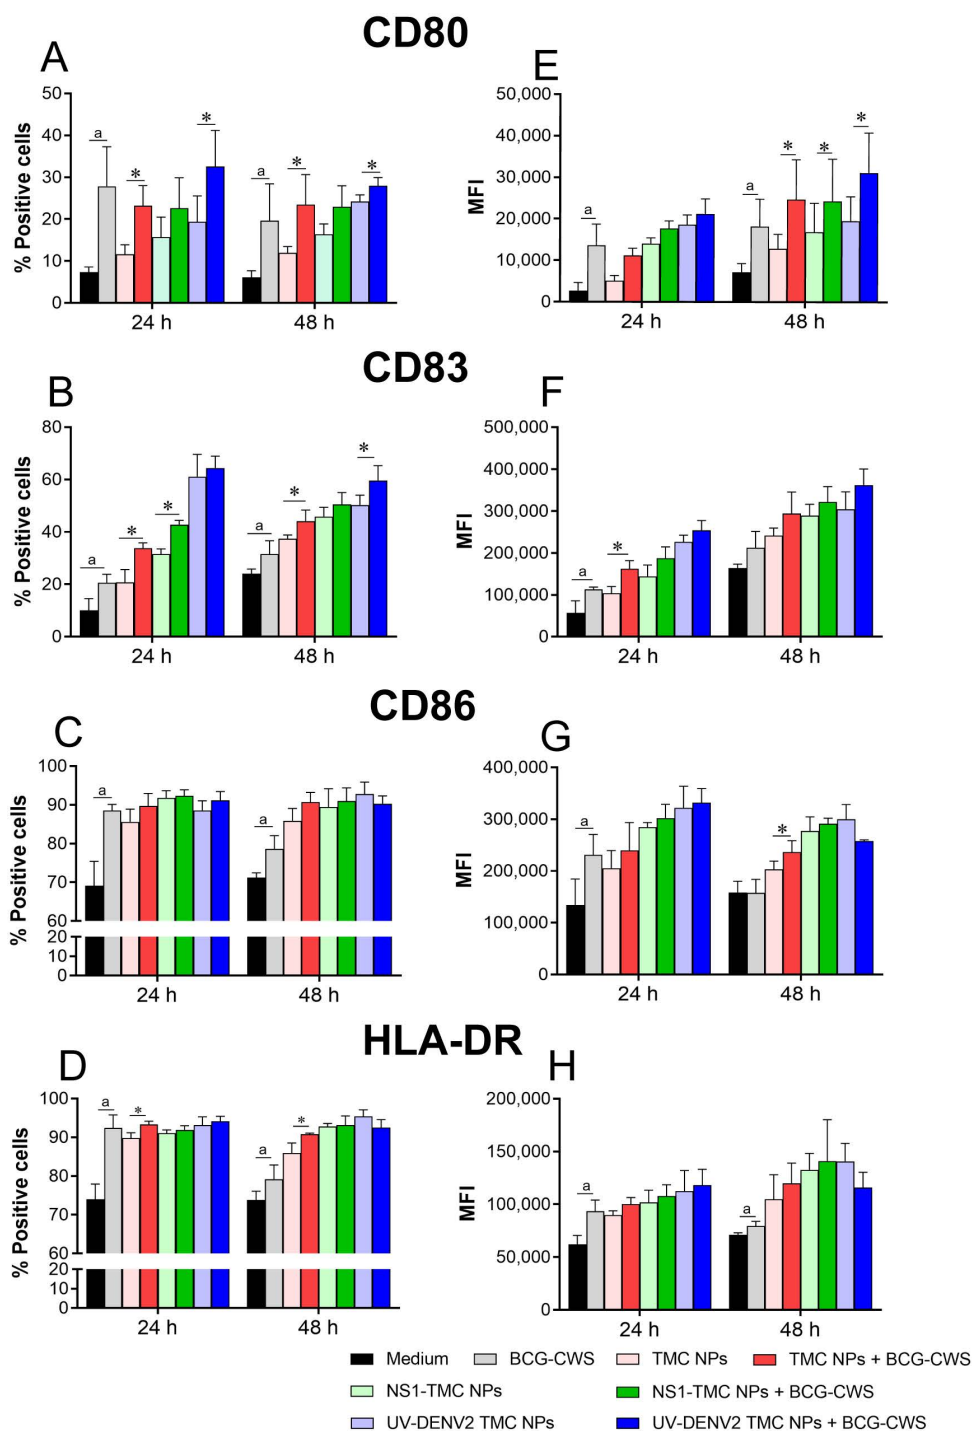 CD80
A
% Positive cells
50
40
30
20
10
0
a
*
*
a
*
*
24 h
48 h
E
MFI
50,000
40,000
30,000
20,000
10,000
0
a
a
*
*
*
24 h
48 h
CD83
B
% Positive cells
80
60
40
20
0
a
*
*
a
*
*
24 h
48 h
F
MFI
500,000
400,000
300,000
200,000
100,000
0
a
*
24 h
48 h
CD86
C
% Positive cells
100
90
80
70
60
20
10
0
a
a
24 h
48 h
G
MFI
400,000
300,000
200,000
100,000
0
a
*
24 h
48 h
HLA-DR
D
% Positive cells
100
90
80
70
60
20
10
0
a
*
a
*
24 h
48 h
H
MFI
200,000
150,000
100,000
50,000
0
a
a
24 h
48 h
Medium BCG-CWS TMC NPs TMC NPs + BCG-CWS
NS1-TMC NPs NS1-TMC NPs + BCG-CWS
UV-DENV2 TMC NPs UV-DENV2 TMC NPs + BCG-CWS